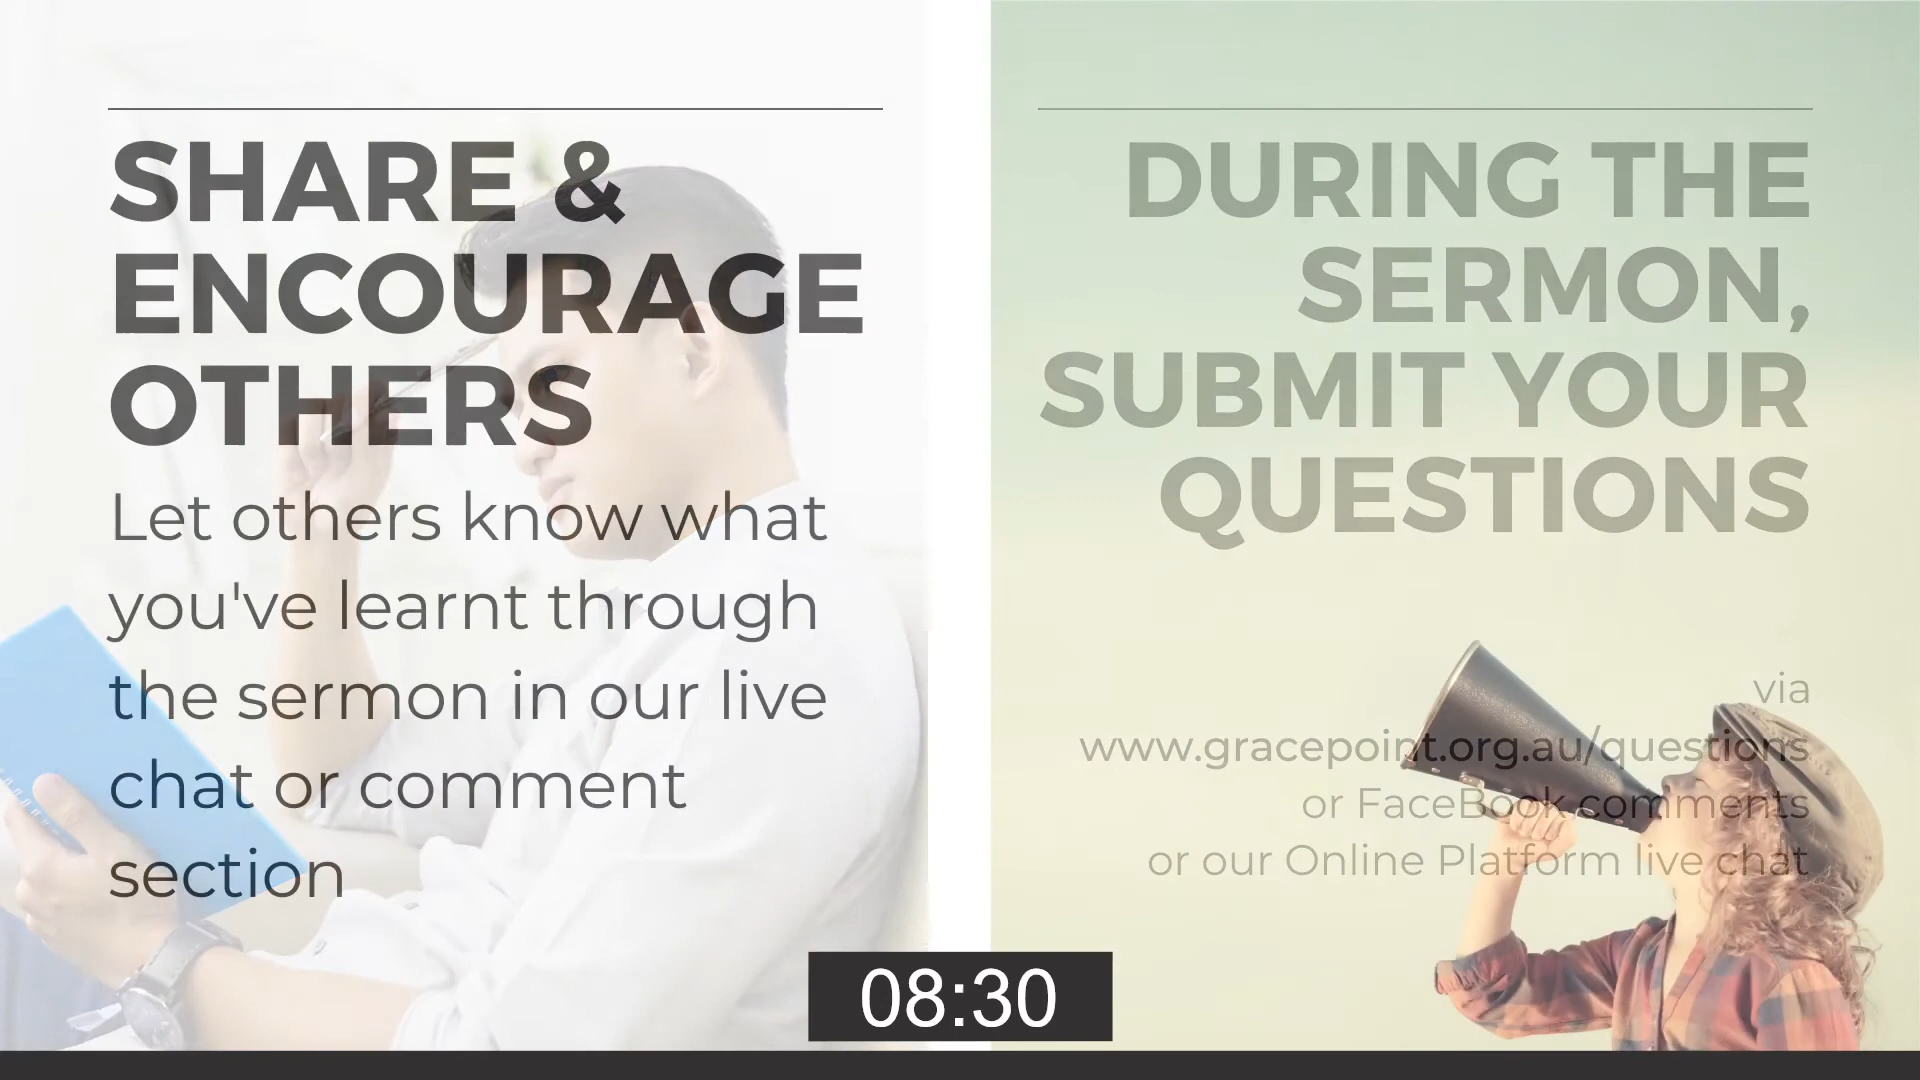 SHARE &
ENCOURAGE
OTHERS
Let others know what
you've learnt through
the sermon in our live
chat or comment
section
DURING THE
SERMON,
SUBMIT YOUR
QUESTIONS
via
www.gracepoint.org.au/questions
or FaceBook comments
or our Online Platform live chat
08:30